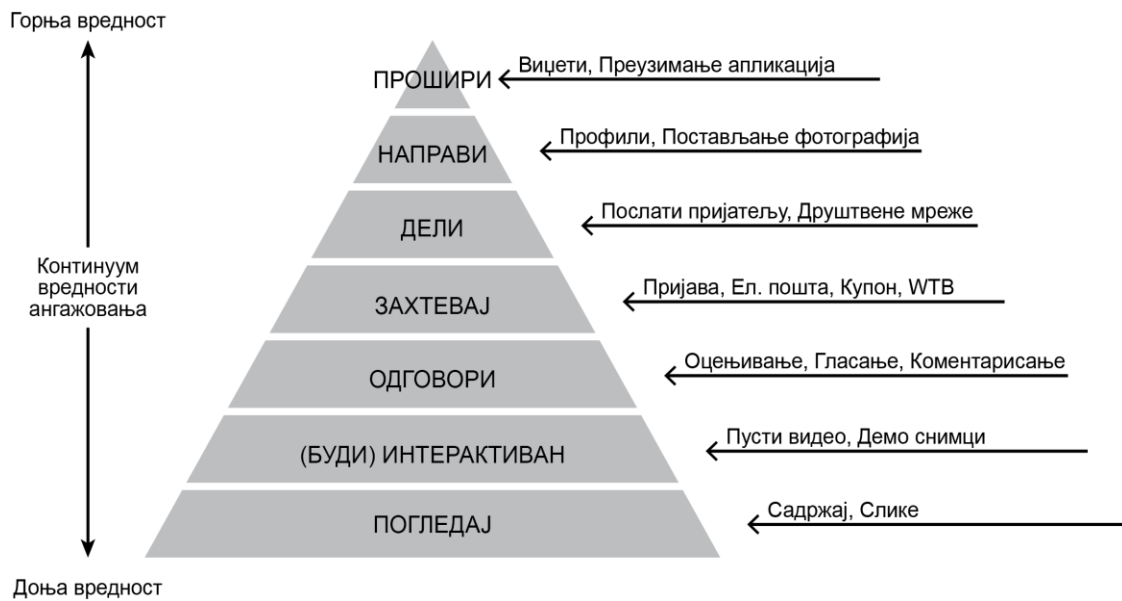 Горња вредност
ПРОШИРИ
Виџети, Преузимање апликација
НАПРАВИ
Профили, Постављање фотографија
ДЕЛИ
Послати пријатељу, Друштвене мреже
Континуум
вредности
ангажовања
ЗАХТЕВАЈ
Пријава, Ел. пошта, Купон, WTB
ОДГОВОРИ
Оцењивање, Гласање, Коментарисање
(БУДИ) ИНТЕРАКТИВАН
Пусти видео, Демо снимци
ПОГЛЕДАЈ
Садржај, Слике
Доња вредност